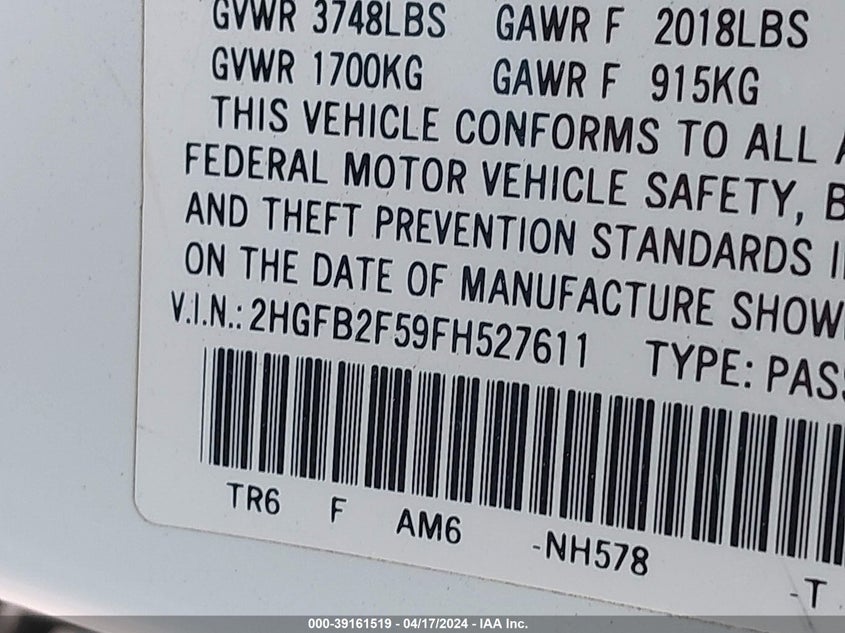 GVWR 3748LBS GAWR F 2018LBS
GVWR 1700KG GAWR F 915KG
THIS VEHICLE CONFORMS TO ALL A
FEDERAL MOTOR VEHICLE SAFETY, B
AND THEFT PREVENTION STANDARDS I
ON THE DATE OF MANUFACTURE SHOW
V.I.N.: 2HGFB2F59FH527611 TYPE: PASS
TR6 F AM6 -NH578 -T
000-39161519 - 04/17/2024 - IAA Inc.